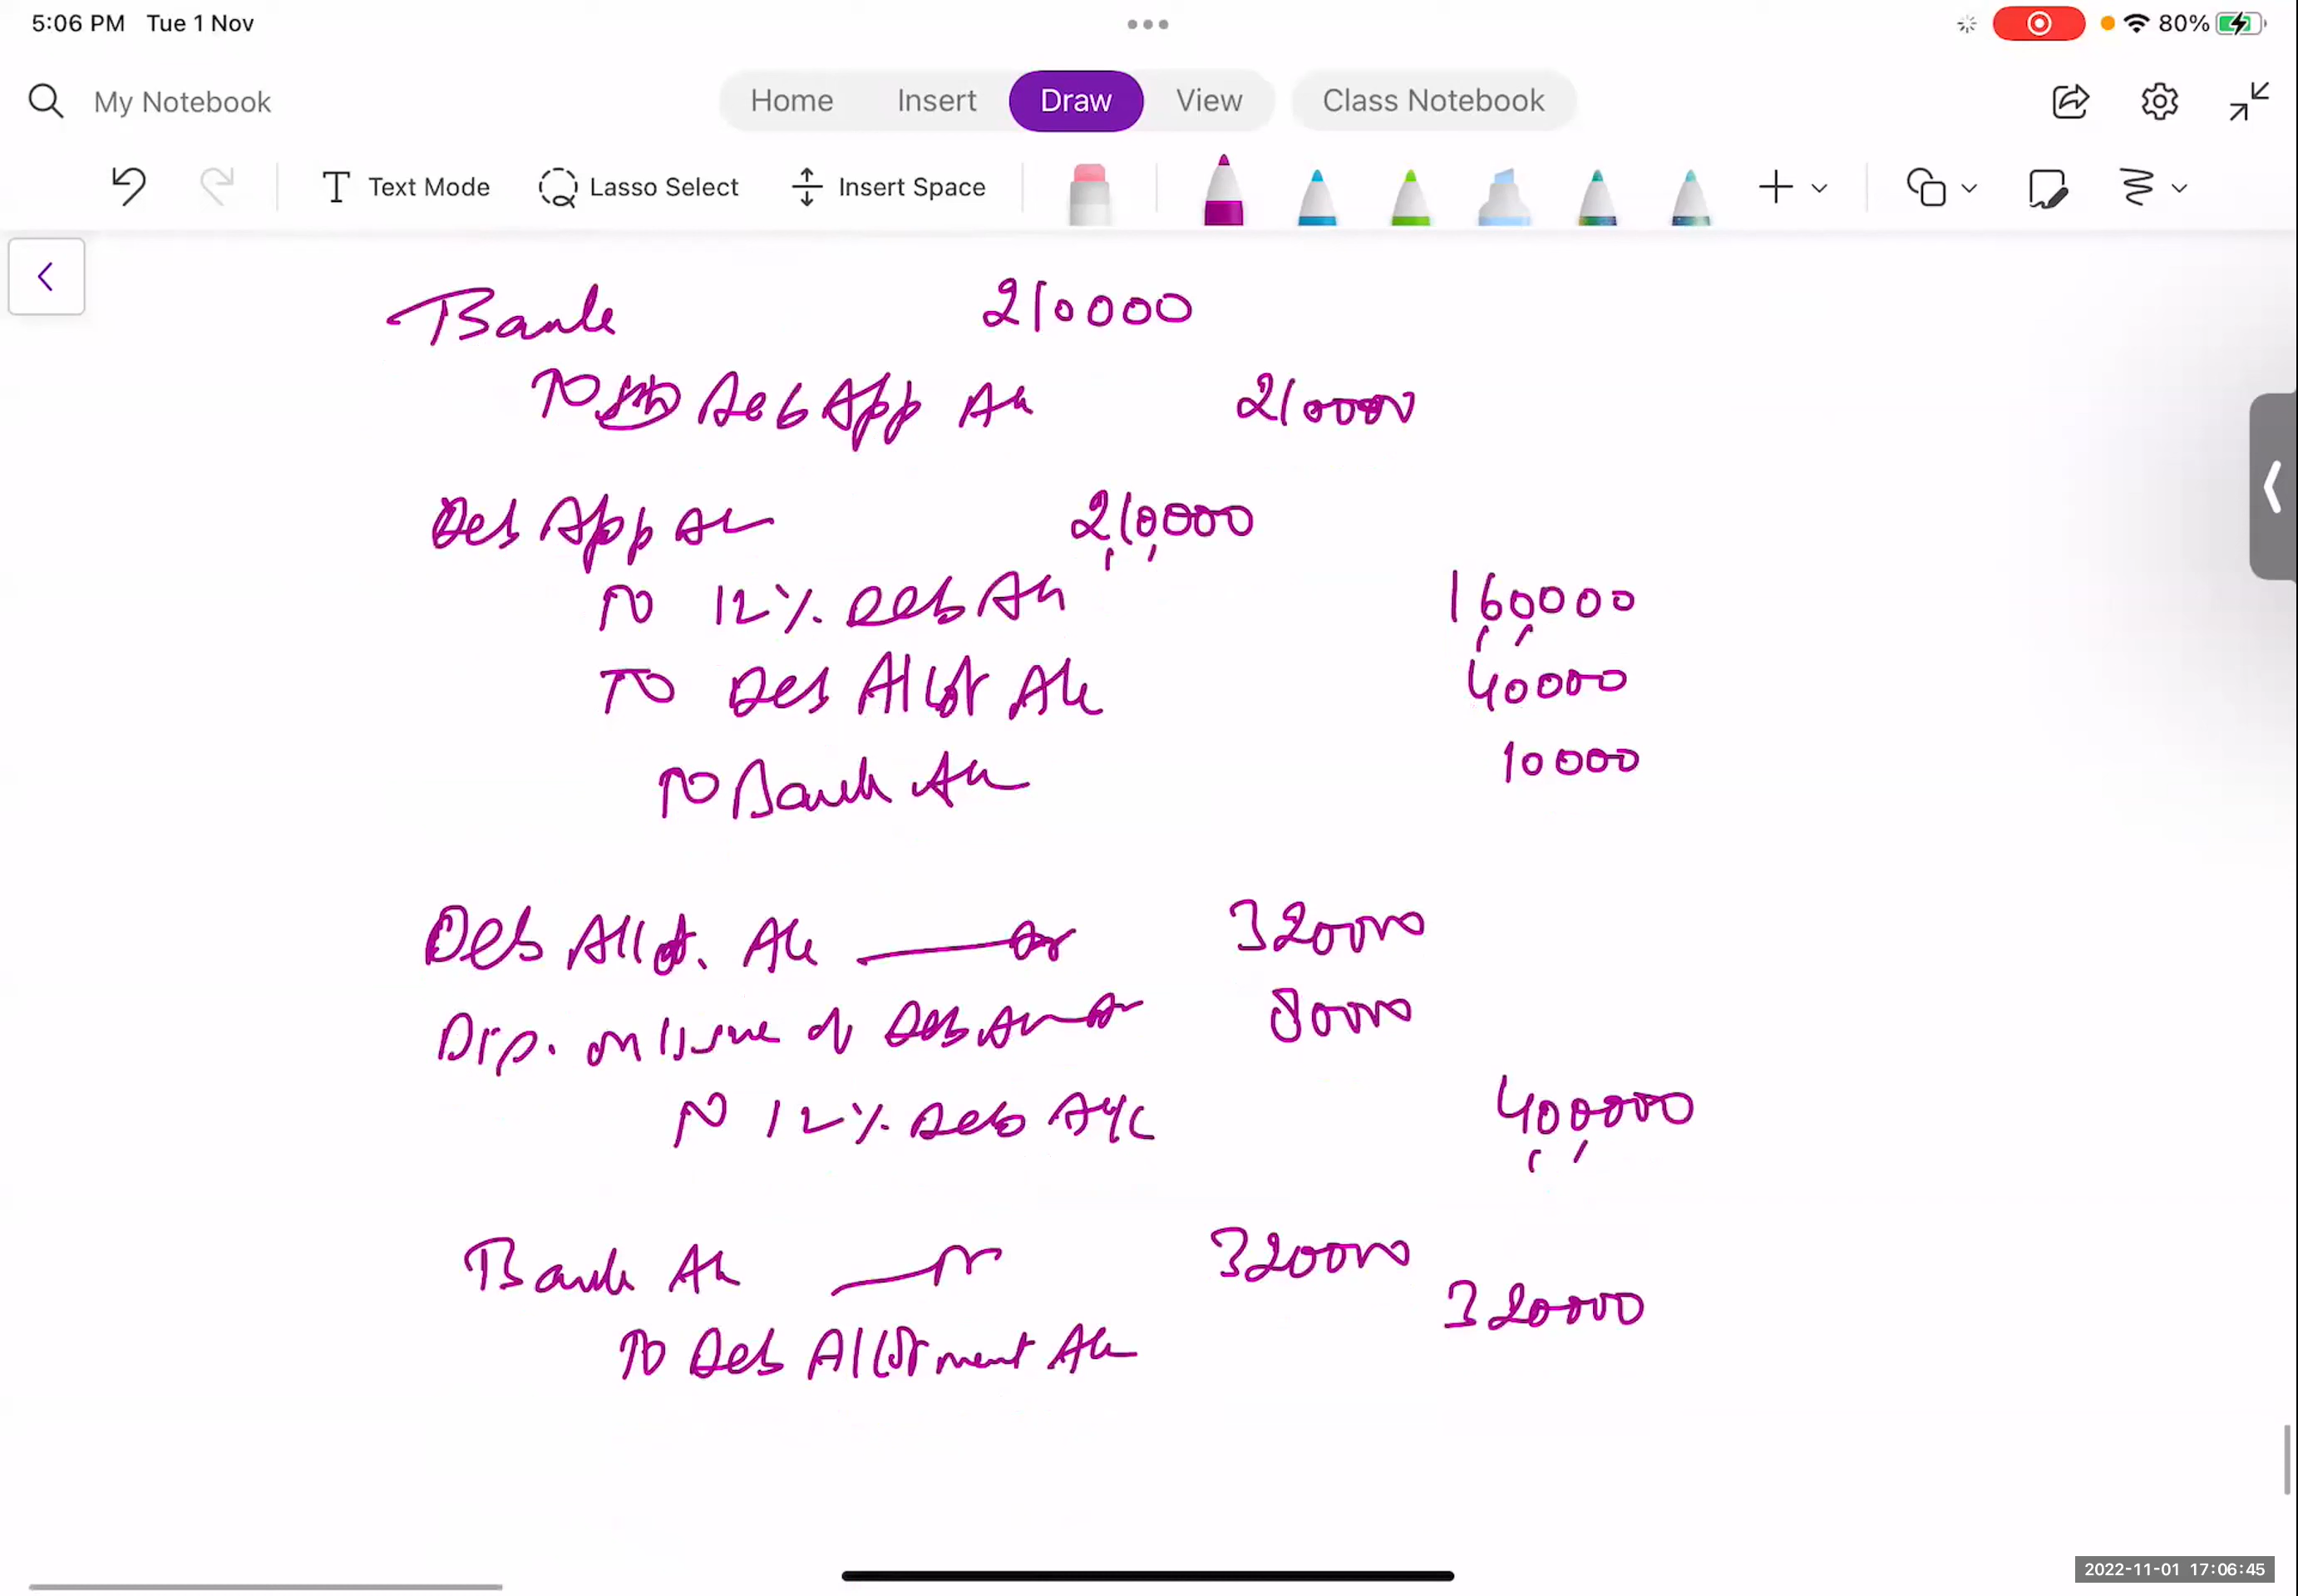 5:06 PM Tue 1 Nov
80%
My Notebook
Home Insert Draw View Class Notebook
Text Mode Lasso Select Insert Space
Bank 210000
To Deb App A/c 210000
Deb App A/c 210000
To 12% Deb A/c 160000
To Deb Allot A/c 40000
To Bank A/c 10000
Deb Allot. A/c Dr 320000
Dis. on Issue of Deb A/c Dr 80000
To 12% Deb A/c 400000
Bank A/c Dr 320000
320000
To Deb Allotment A/c
2022-11-01 17:06:45